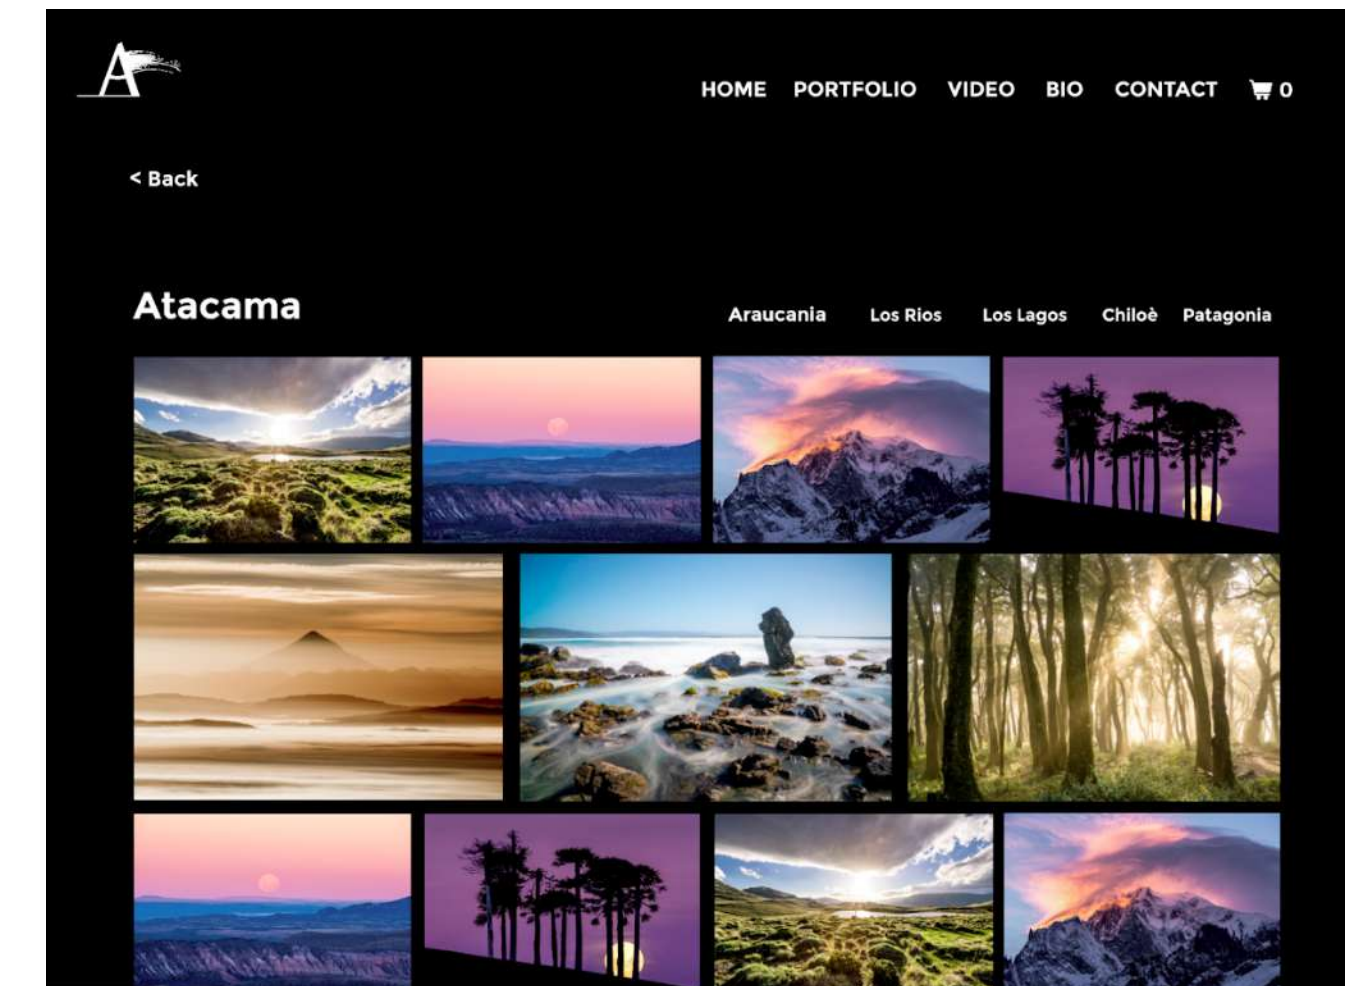 A
HOME PORTFOLIO VIDEO BIO CONTACT 0
< Back
Atacama
Araucania Los Rios Los Lagos Chiloè Patagonia